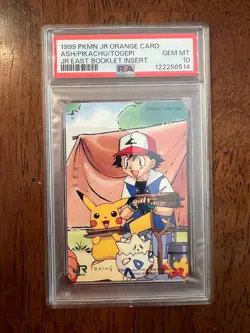 1999 PKMN JR ORANGE CARD
ASH/PIKACHU/TOGEPI GEM MT
JR EAST BOOKLET INSERT 10
PSA 122256514